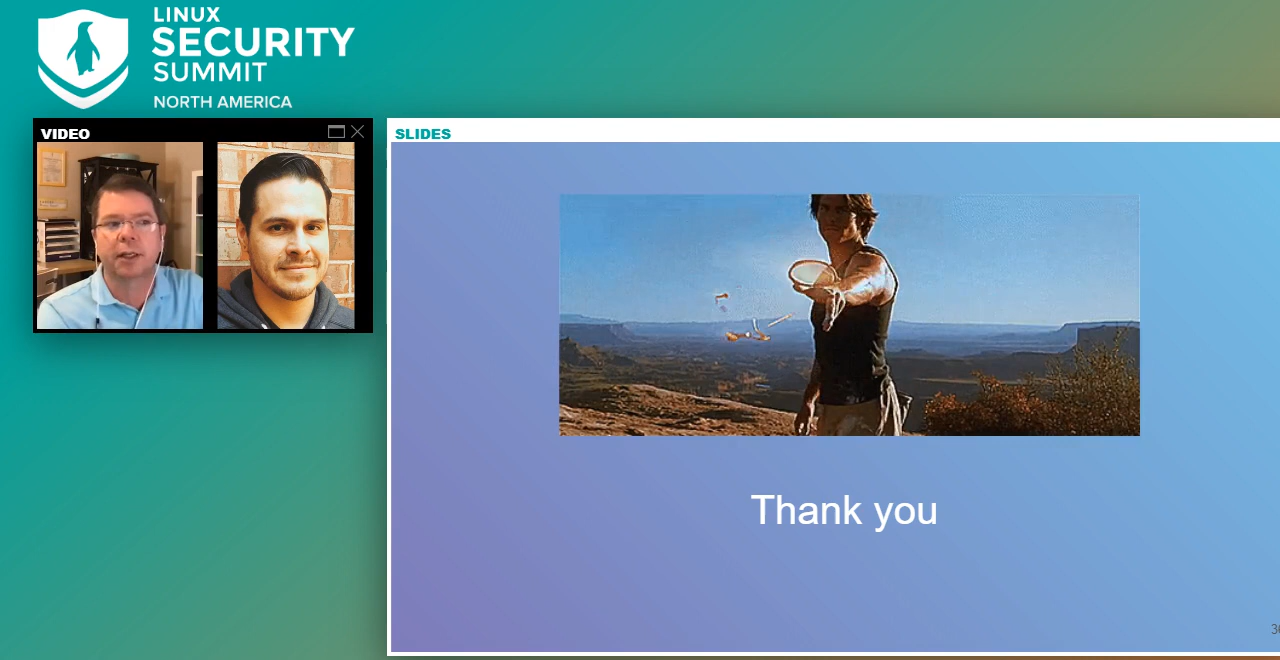 LINUX
SECURITY
SUMMIT
NORTH AMERICA
VIDEO
SLIDES
Thank you